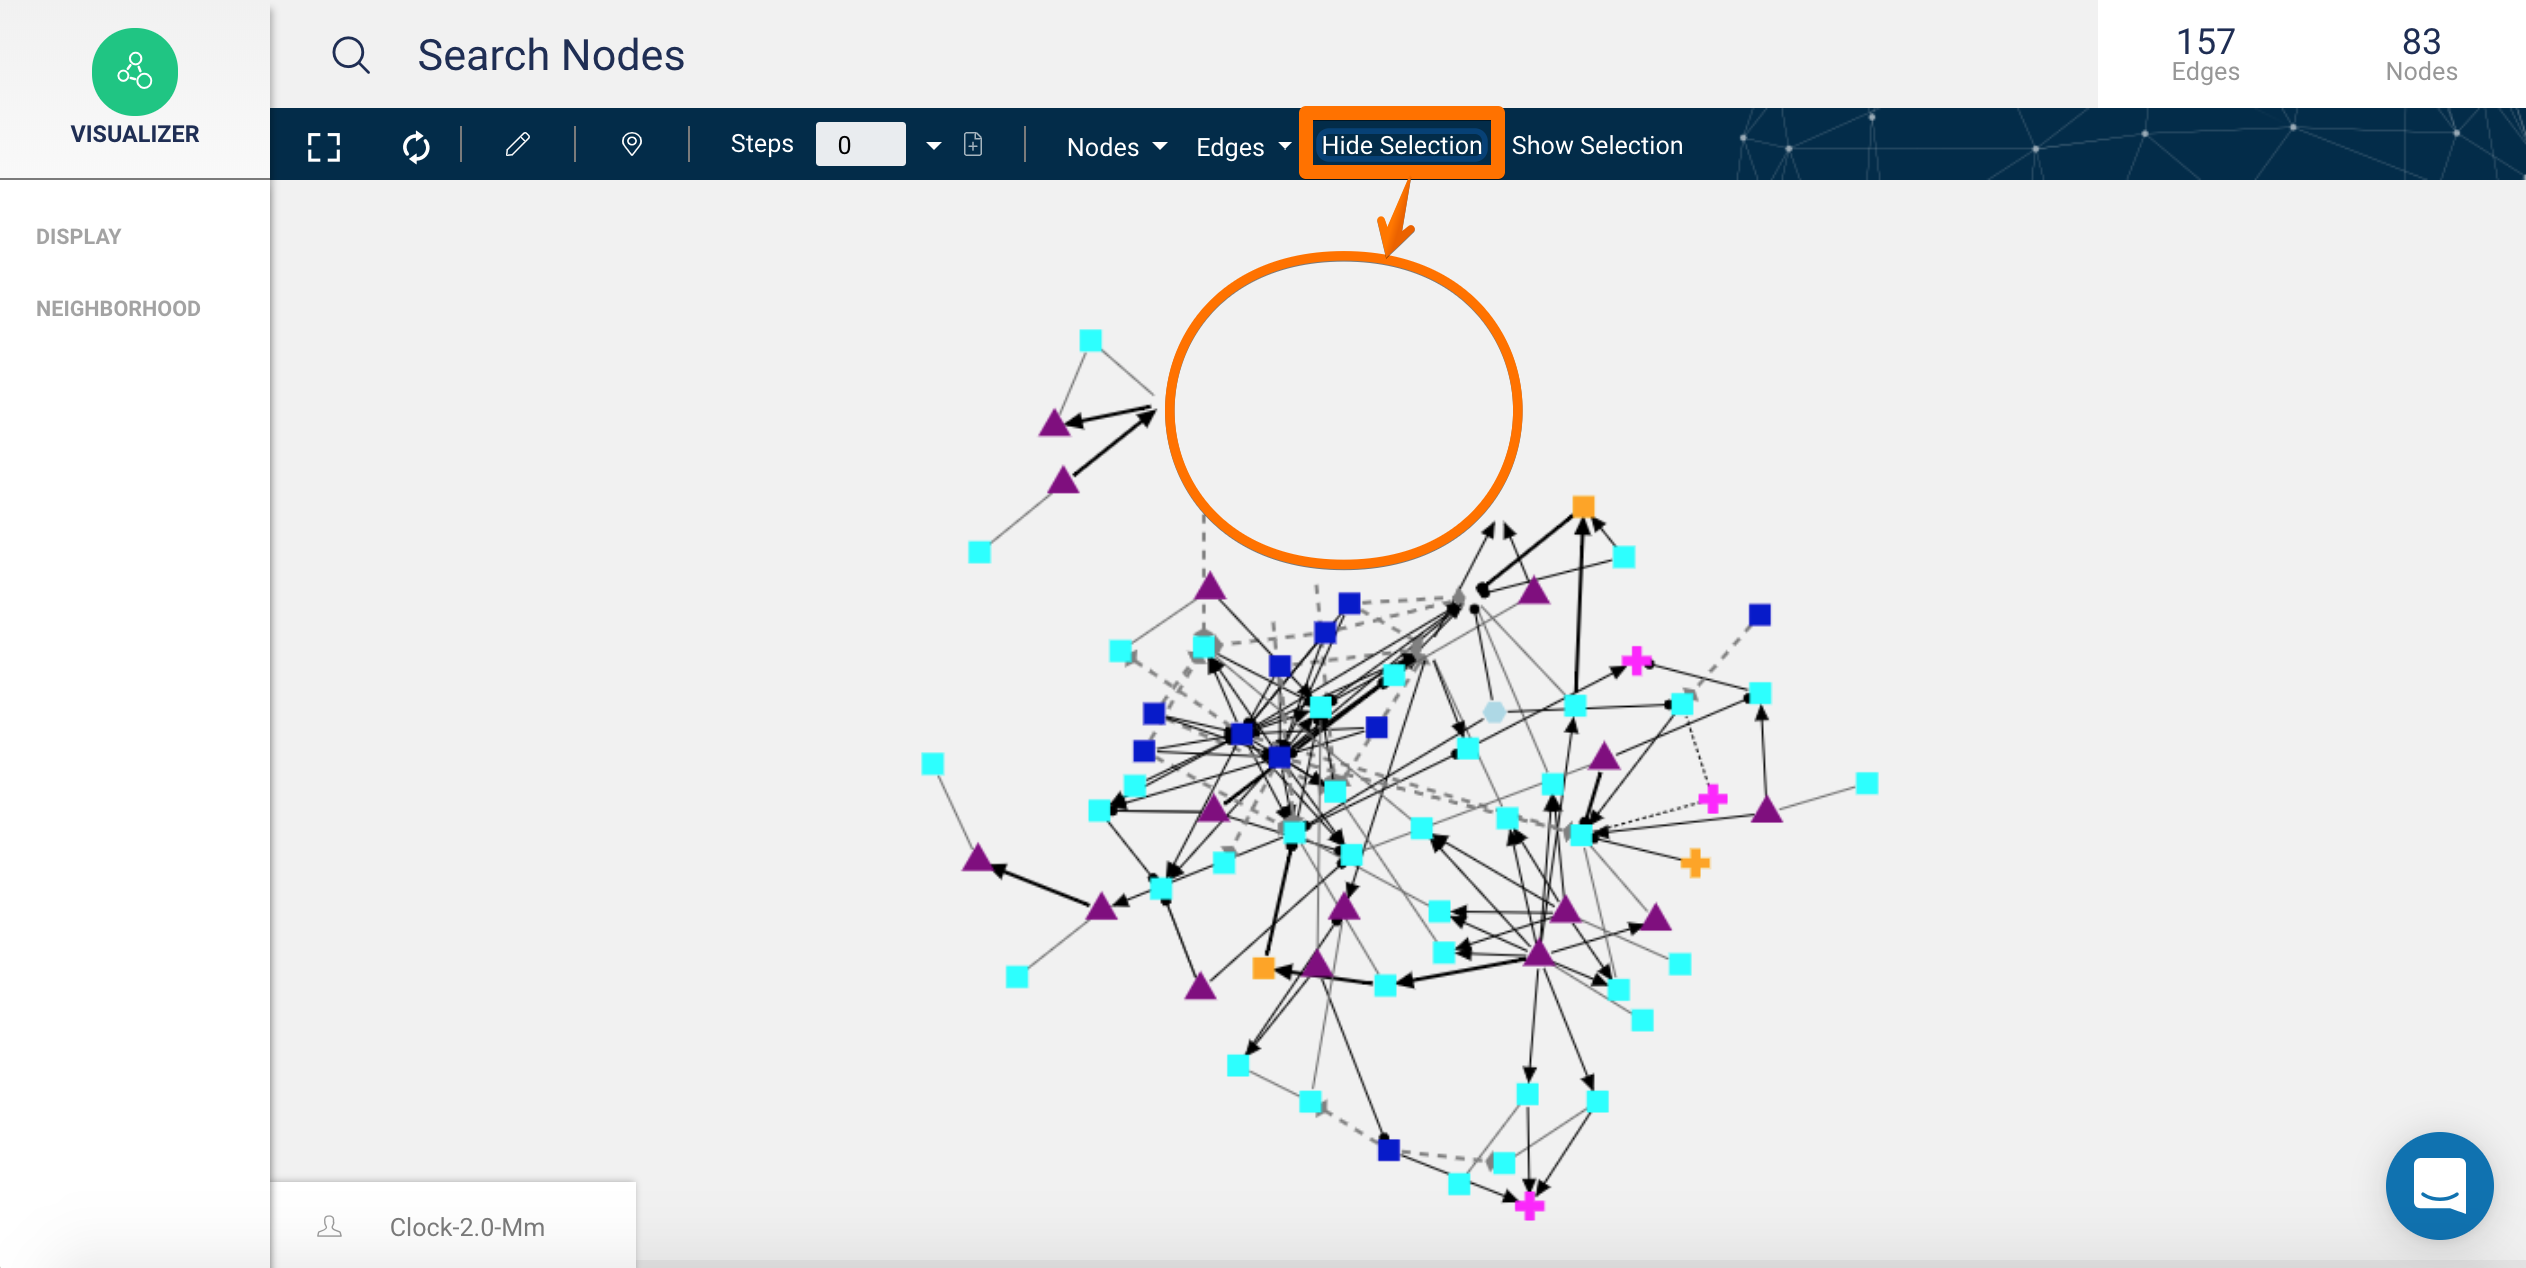 VISUALIZER
Search Nodes
157
Edges
83
Nodes
Steps 0 Nodes Edges Hide Selection Show Selection
DISPLAY
NEIGHBORHOOD
Clock-2.0-Mm